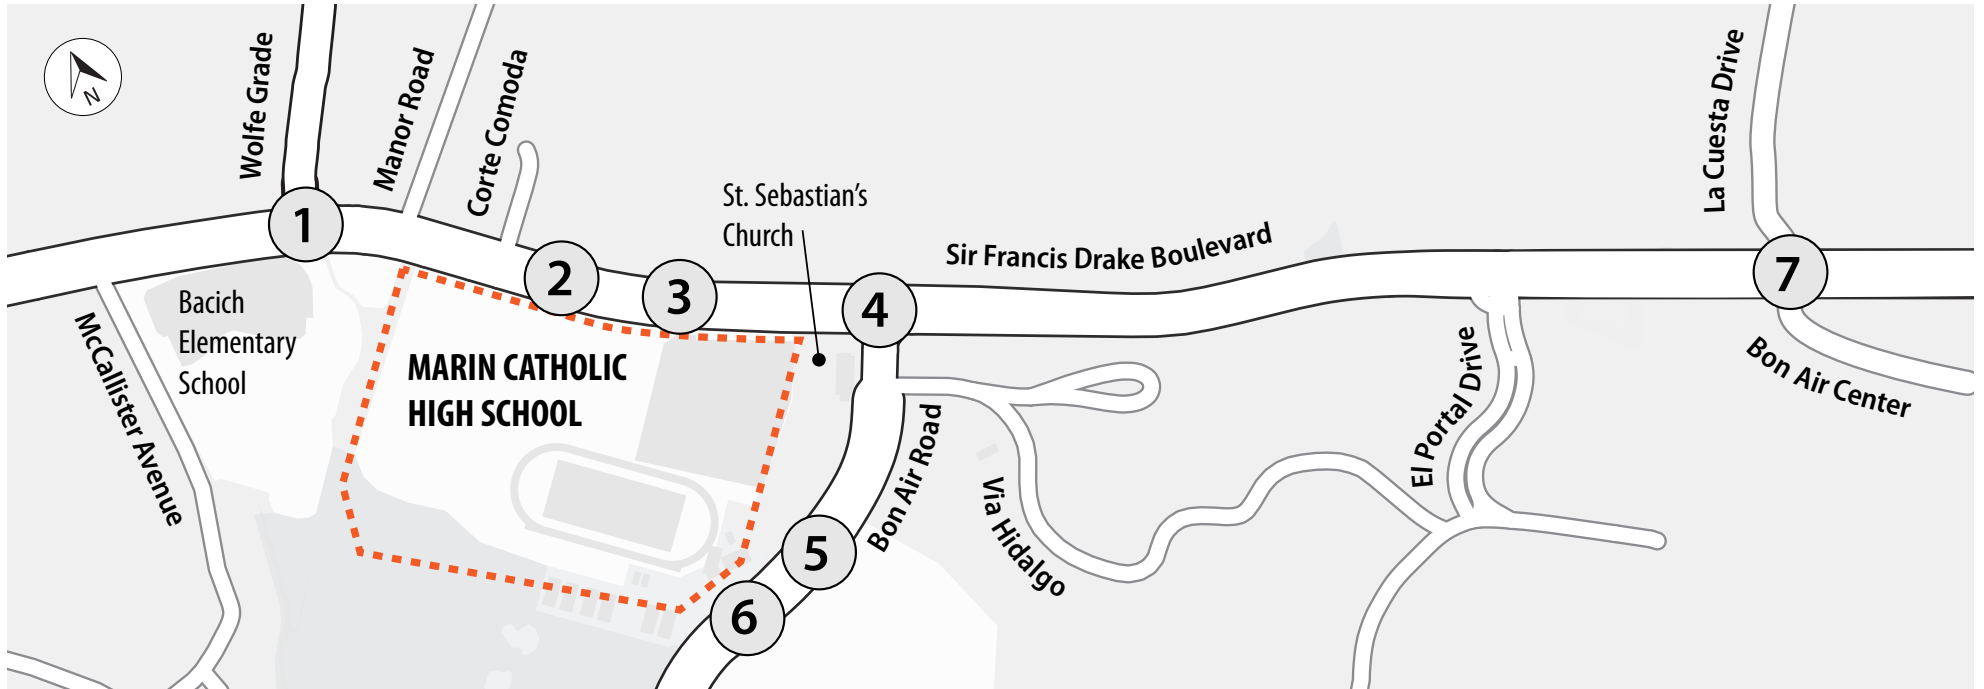 N
Wolfe Grade
Manor Road
Corte Comoda
La Cuesta Drive
St. Sebastian's
Church
Sir Francis Drake Boulevard
1
2
3
4
7
Bacich
Elementary
School
McCallister Avenue
MARIN CATHOLIC
HIGH SCHOOL
Bon Air Road
Via Hidalgo
El Portal Drive
Bon Air Center
5
6